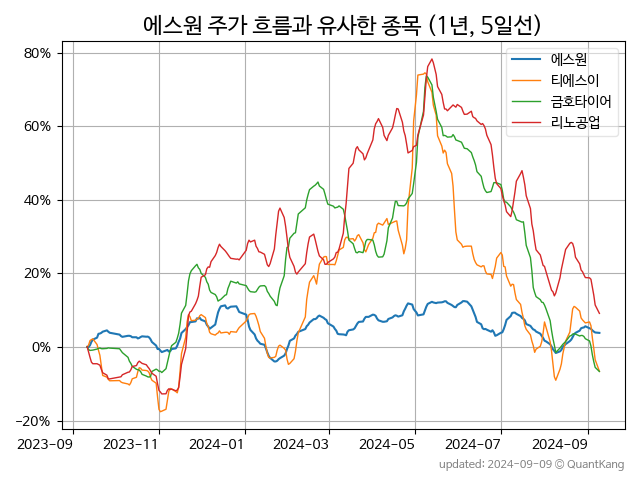 에스원 주가 흐름과 유사한 종목 (1년, 5일선)
에스원
티에스이
금호타이어
리노공업
80%
60%
40%
20%
0%
−20%
2023-09 2023-11 2024-01 2024-03 2024-05 2024-07 2024-09
updated: 2024-09-09 © QuantKang